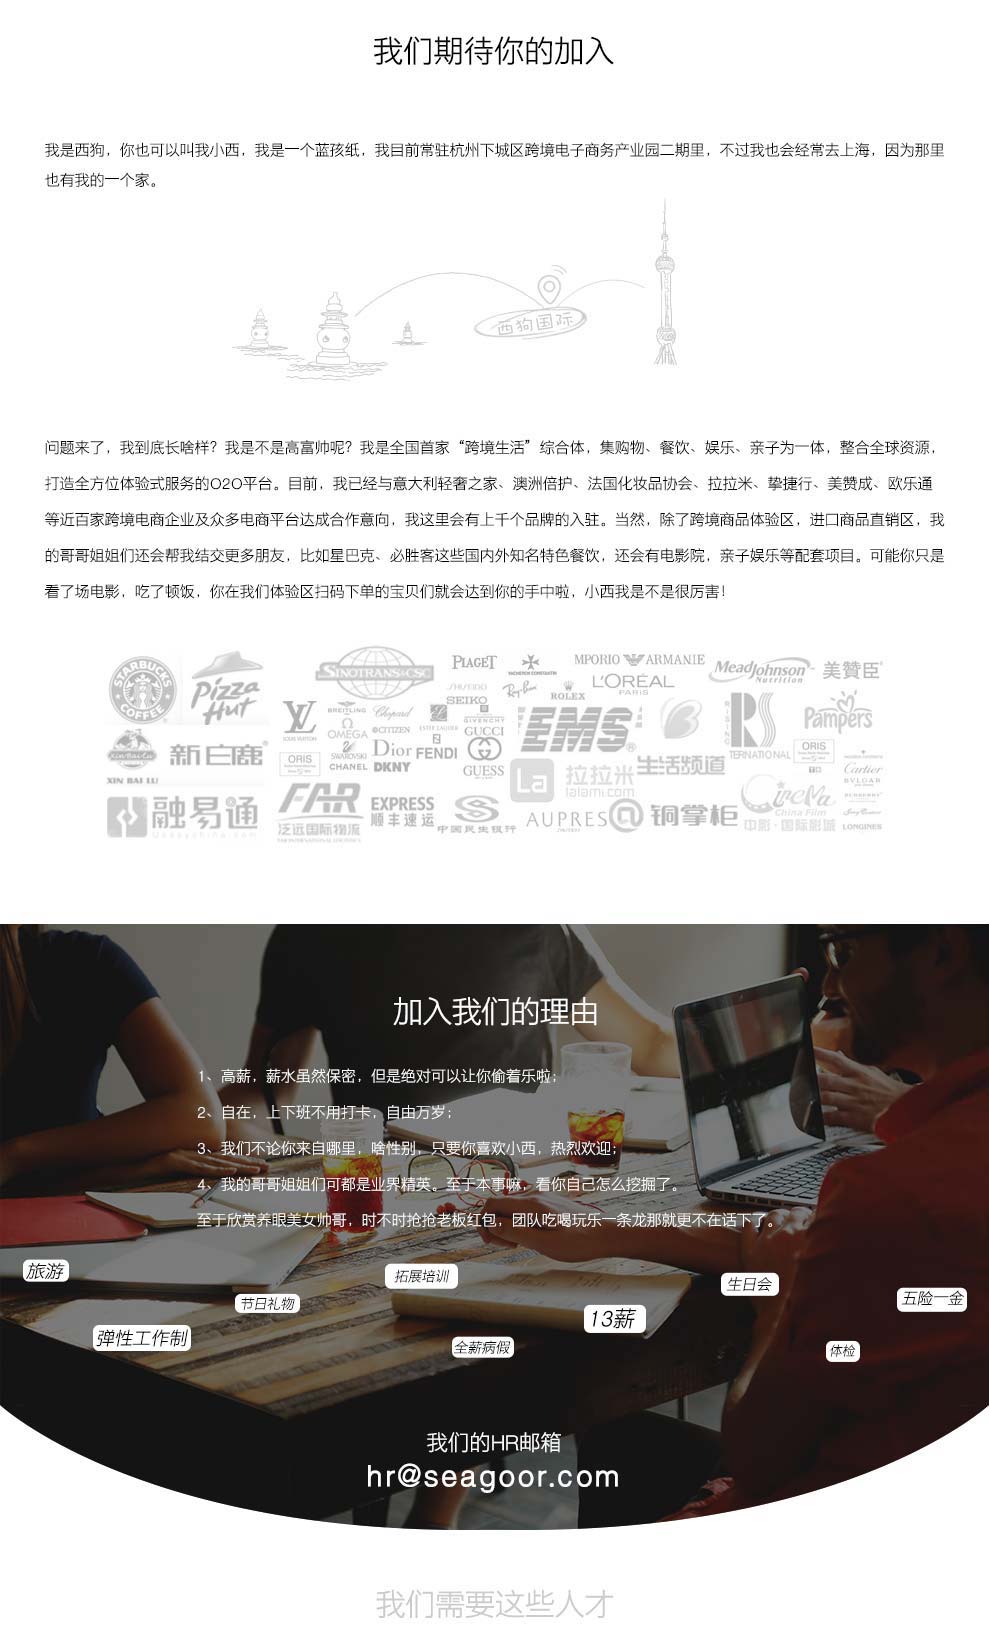 我们期待你的加入
我是西狗，你也可以叫我小西，我是一个蓝孩纸，我目前常驻杭州下城区跨境电子商务产业园二期里，不过我也会经常去上海，因为那里
也有我的一个家。
西狗国际
问题来了，我到底长啥样？我是不是高富帅呢？我是全国首家“跨境生活”综合体，集购物、餐饮、娱乐、亲子为一体，整合全球资源，
打造全方位体验式服务的O2O平台。目前，我已经与意大利轻奢之家、澳洲倍护、法国化妆品协会、拉拉米、挚捷行、美赞成、欧乐通
等近百家跨境电商企业及众多电商平台达成合作意向，我这里会有上千个品牌的入驻。当然，除了跨境商品体验区，进口商品直销区，我
的哥哥姐姐们还会帮我结交更多朋友，比如星巴克、必胜客这些国内外知名特色餐饮，还会有电影院，亲子娱乐等配套项目。可能你只是
看了场电影，吃了顿饭，你在我们体验区扫码下单的宝贝们就会达到你的手中啦，小西我是不是很厉害！
STARBUCKS COFFEE
Pizza Hut
SINOTRANS&CSC
PIAGET
VACHERON CONSTANTIN
MPORIO ARMANIE
MeadJohnson Nutrition
美赞臣
SHISEIDO
Ray-Ban
ROLEX
L'ORÉAL PARIS
LOUIS VUITTON
BREITLING
Chopard
ESTEE LAUDER
SEIKO
GIVENCHY
EMS
RISING
RS
TERNATIONAL
Pampers
OMEGA
CITIZEN
GUCCI
Xin·Bai·Lu
XIN BAI LU
新白鹿
ORIS
SWAROVSKI
CHANEL
Dior
FENDI
DKNY
GUESS
La
拉拉米
lalami.com
生活频道
ORIS
Cartier
BVLGARI
BURBERRY
融易通
FAR
泛远国际物流
FAR INTERNATIONAL LOGISTICS
EXPRESS
顺丰速运
中国民生银行
AUPRES
铜掌柜
CineMa
China Film
中影·国际影城
LONGINES
加入我们的理由
1、高薪，薪水虽然保密，但是绝对可以让你偷着乐啦；
2、自在，上下班不用打卡，自由万岁；
3、我们不论你来自哪里，啥性别，只要你喜欢小西，热烈欢迎；
4、我的哥哥姐姐们可都是业界精英。至于本事嘛，看你自己怎么挖掘了。
至于欣赏养眼美女帅哥，时不时抢抢老板红包，团队吃喝玩乐一条龙那就更不在话下了。
旅游
拓展培训
生日会
节日礼物
五险一金
13薪
弹性工作制
全薪病假
体检
我们的HR邮箱
hr@seagoor.com
我们需要这些人才